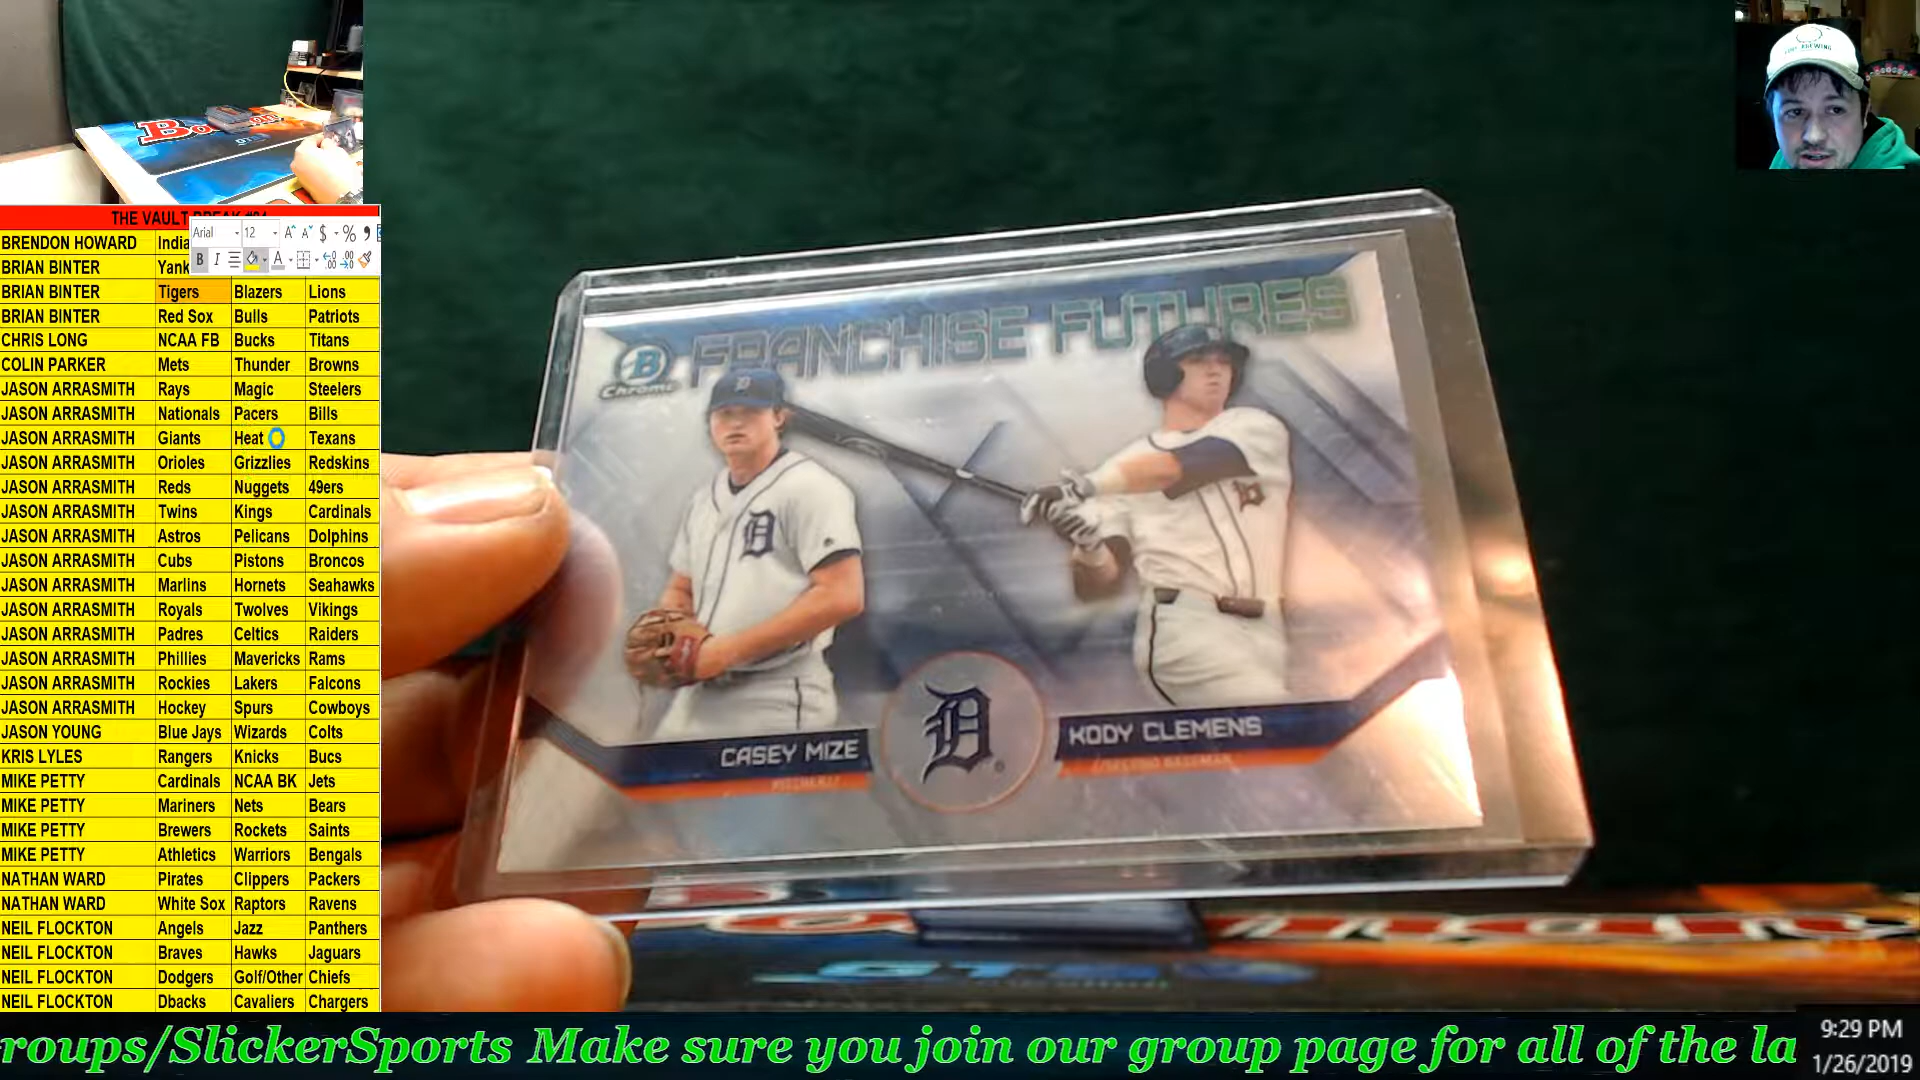 THE VAULT BREAK
Arial 12
BRENDON HOWARD India
BRIAN BINTER Yank
BRIAN BINTER Tigers Blazers Lions
BRIAN BINTER Red Sox Bulls Patriots
CHRIS LONG NCAA FB Bucks Titans
COLIN PARKER Mets Thunder Browns
JASON ARRASMITH Rays Magic Steelers
JASON ARRASMITH Nationals Pacers Bills
JASON ARRASMITH Giants Heat Texans
JASON ARRASMITH Orioles Grizzlies Redskins
JASON ARRASMITH Reds Nuggets 49ers
JASON ARRASMITH Twins Kings Cardinals
JASON ARRASMITH Astros Pelicans Dolphins
JASON ARRASMITH Cubs Pistons Broncos
JASON ARRASMITH Marlins Hornets Seahawks
JASON ARRASMITH Royals Twolves Vikings
JASON ARRASMITH Padres Celtics Raiders
JASON ARRASMITH Phillies Mavericks Rams
JASON ARRASMITH Rockies Lakers Falcons
JASON ARRASMITH Hockey Spurs Cowboys
JASON YOUNG Blue Jays Wizards Colts
KRIS LYLES Rangers Knicks Bucs
MIKE PETTY Cardinals NCAA BK Jets
MIKE PETTY Mariners Nets Bears
MIKE PETTY Brewers Rockets Saints
MIKE PETTY Athletics Warriors Bengals
NATHAN WARD Pirates Clippers Packers
NATHAN WARD White Sox Raptors Ravens
NEIL FLOCKTON Angels Jazz Panthers
NEIL FLOCKTON Braves Hawks Jaguars
NEIL FLOCKTON Dodgers Golf/Other Chiefs
NEIL FLOCKTON Dbacks Cavaliers Chargers
FRANCHISE FUTURES
B
Chrome
D
CASEY MIZE
KODY CLEMENS
SECOND BASEMAN
roups/SlickerSports Make sure you join our group page for all of the la
9:29 PM
1/26/2019